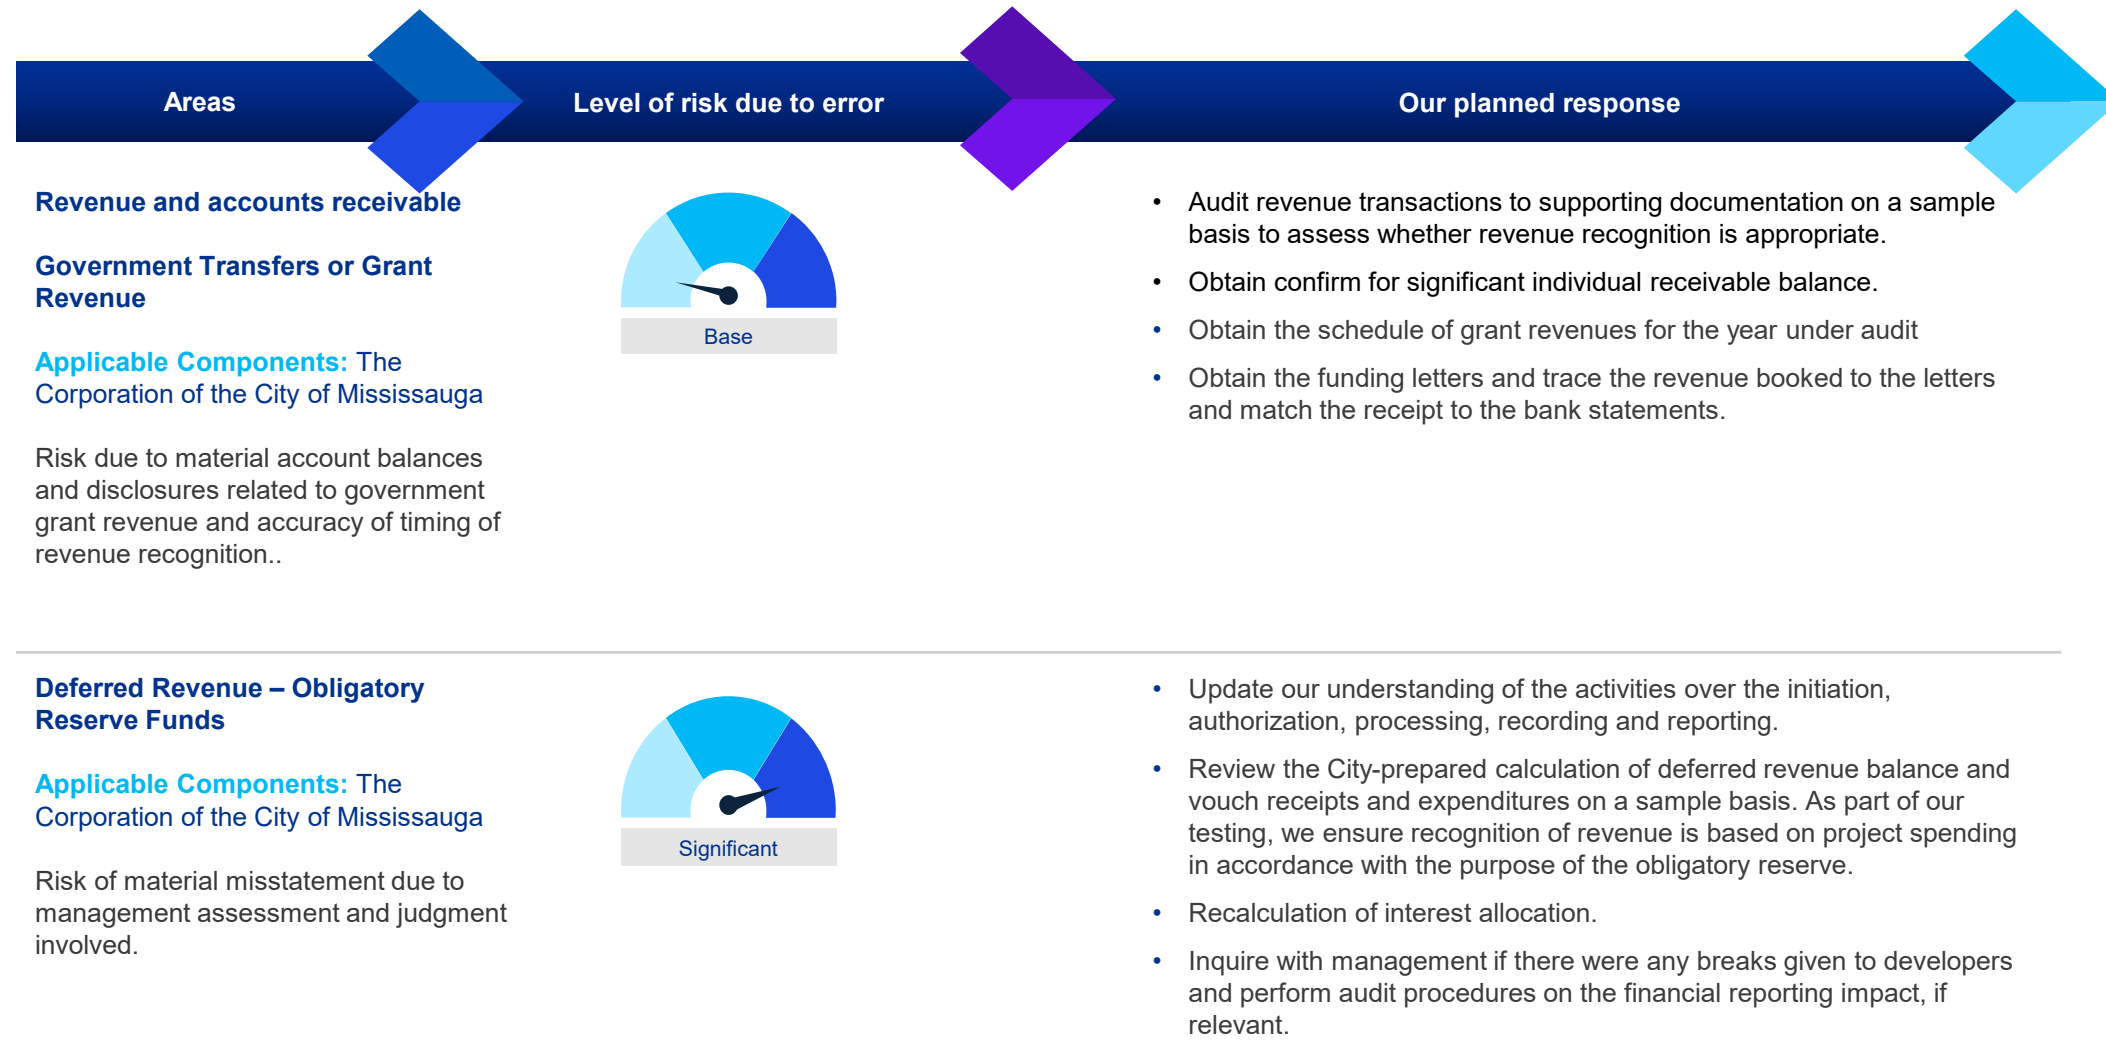 Areas
Level of risk due to error
Our planned response
Revenue and accounts receivable
Government Transfers or Grant
Revenue
Applicable Components: The
Corporation of the City of Mississauga
Risk due to material account balances
and disclosures related to government
grant revenue and accuracy of timing of
revenue recognition..
Base
• Audit revenue transactions to supporting documentation on a sample
basis to assess whether revenue recognition is appropriate.
• Obtain confirm for significant individual receivable balance.
• Obtain the schedule of grant revenues for the year under audit
• Obtain the funding letters and trace the revenue booked to the letters
and match the receipt to the bank statements.
Deferred Revenue – Obligatory
Reserve Funds
Applicable Components: The
Corporation of the City of Mississauga
Risk of material misstatement due to
management assessment and judgment
involved.
Significant
• Update our understanding of the activities over the initiation,
authorization, processing, recording and reporting.
• Review the City-prepared calculation of deferred revenue balance and
vouch receipts and expenditures on a sample basis. As part of our
testing, we ensure recognition of revenue is based on project spending
in accordance with the purpose of the obligatory reserve.
• Recalculation of interest allocation.
• Inquire with management if there were any breaks given to developers
and perform audit procedures on the financial reporting impact, if
relevant.